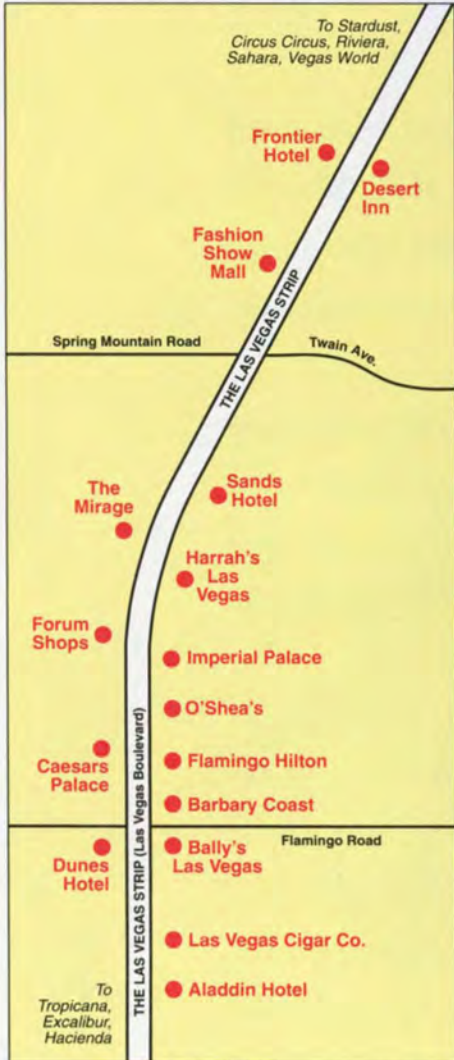 To Stardust,
Circus Circus, Riviera,
Sahara, Vegas World
Frontier
Hotel
Desert
Inn
Fashion
Show
Mall
THE LAS VEGAS STRIP
Spring Mountain Road
Twain Ave.
Sands
Hotel
The
Mirage
Harrah's
Las
Vegas
Forum
Shops
Imperial Palace
O'Shea's
Caesars
Palace
Flamingo Hilton
Barbary Coast
THE LAS VEGAS STRIP (Las Vegas Boulevard)
Flamingo Road
Dunes
Hotel
Bally's
Las Vegas
Las Vegas Cigar Co.
Aladdin Hotel
To
Tropicana,
Excalibur,
Hacienda